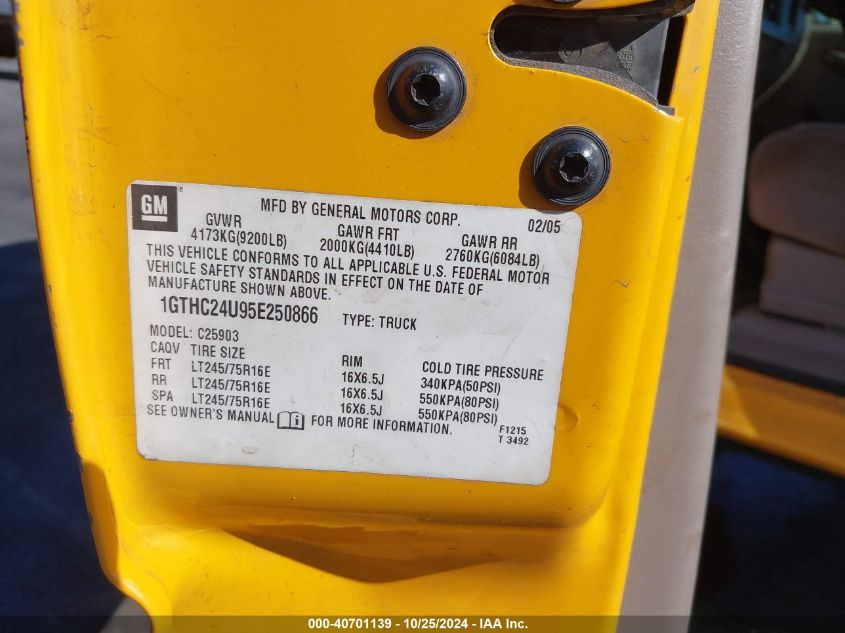 GM
MFD BY GENERAL MOTORS CORP. 02/05
GVWR GAWR FRT GAWR RR
4173KG(9200LB) 2000KG(4410LB) 2760KG(6084LB)
THIS VEHICLE CONFORMS TO ALL APPLICABLE U.S. FEDERAL MOTOR
VEHICLE SAFETY STANDARDS IN EFFECT ON THE DATE OF
MANUFACTURE SHOWN ABOVE.
1GTHC24U95E250866 TYPE: TRUCK
MODEL: C25903
CAQV TIRE SIZE RIM COLD TIRE PRESSURE
FRT LT245/75R16E 16X6.5J 340KPA(50PSI)
RR LT245/75R16E 16X6.5J 550KPA(80PSI)
SPA LT245/75R16E 16X6.5J 550KPA(80PSI)
SEE OWNER'S MANUAL FOR MORE INFORMATION.
F1215
T 3492
000-40701139 - 10/25/2024 - IAA Inc.